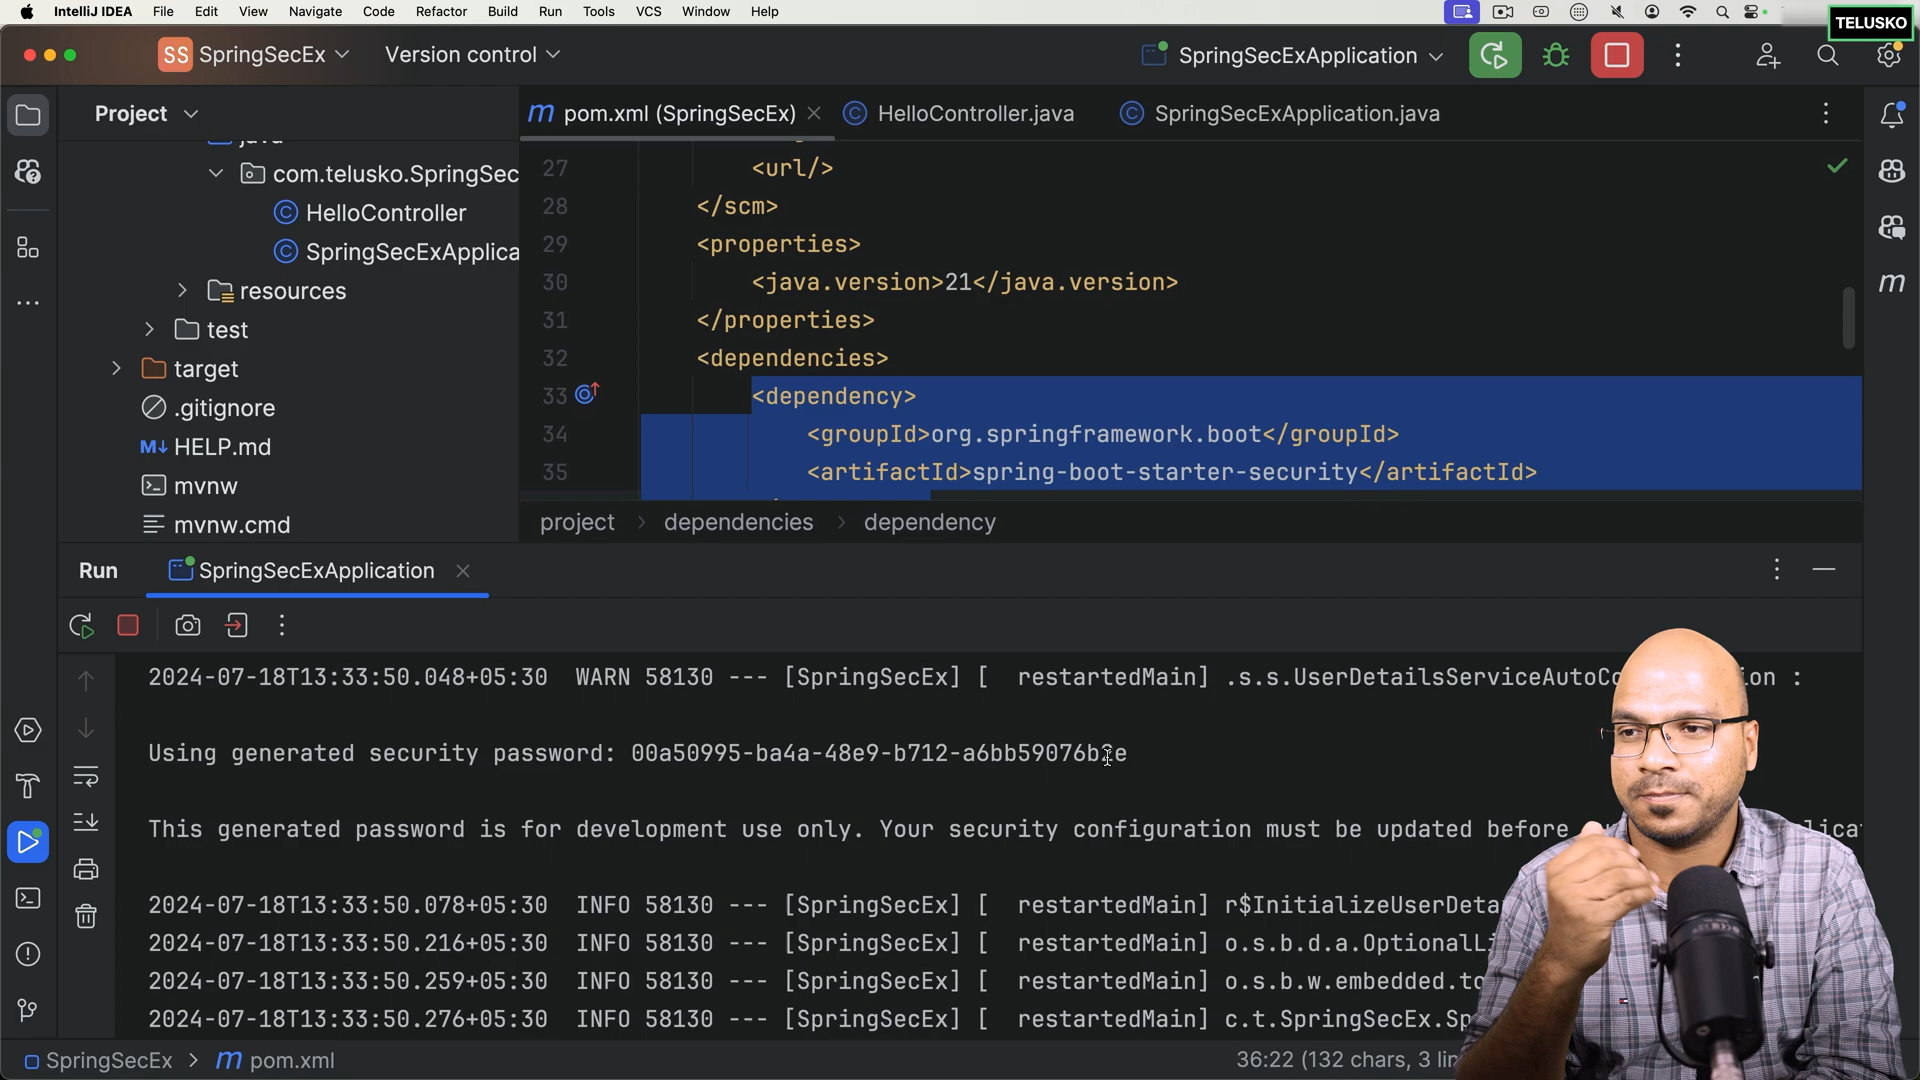 IntelliJ IDEA File Edit View Navigate Code Refactor Build Run Tools VCS Window Help
TELUSKO
SS SpringSecEx Version control SpringSecExApplication
Project
pom.xml (SpringSecEx) HelloController.java SpringSecExApplication.java
java
com.telusko.SpringSec
HelloController
SpringSecExApplica
resources
test
target
.gitignore
M↓ HELP.md
mvnw
mvnw.cmd
27 <url/>
28 </scm>
29 <properties>
30 <java.version>21</java.version>
31 </properties>
32 <dependencies>
33 <dependency>
34 <groupId>org.springframework.boot</groupId>
35 <artifactId>spring-boot-starter-security</artifactId>
project > dependencies > dependency
Run SpringSecExApplication
2024-07-18T13:33:50.048+05:30 WARN 58130 --- [SpringSecEx] [ restartedMain] .s.s.UserDetailsServiceAutoCo ion :
Using generated security password: 00a50995-ba4a-48e9-b712-a6bb59076b2e
This generated password is for development use only. Your security configuration must be updated before
2024-07-18T13:33:50.078+05:30 INFO 58130 --- [SpringSecEx] [ restartedMain] r$InitializeUserDeta
2024-07-18T13:33:50.216+05:30 INFO 58130 --- [SpringSecEx] [ restartedMain] o.s.b.d.a.OptionalLi
2024-07-18T13:33:50.259+05:30 INFO 58130 --- [SpringSecEx] [ restartedMain] o.s.b.w.embedded.to
2024-07-18T13:33:50.276+05:30 INFO 58130 --- [SpringSecEx] [ restartedMain] c.t.SpringSecEx.Sp
SpringSecEx > pom.xml
36:22 (132 chars, 3 li